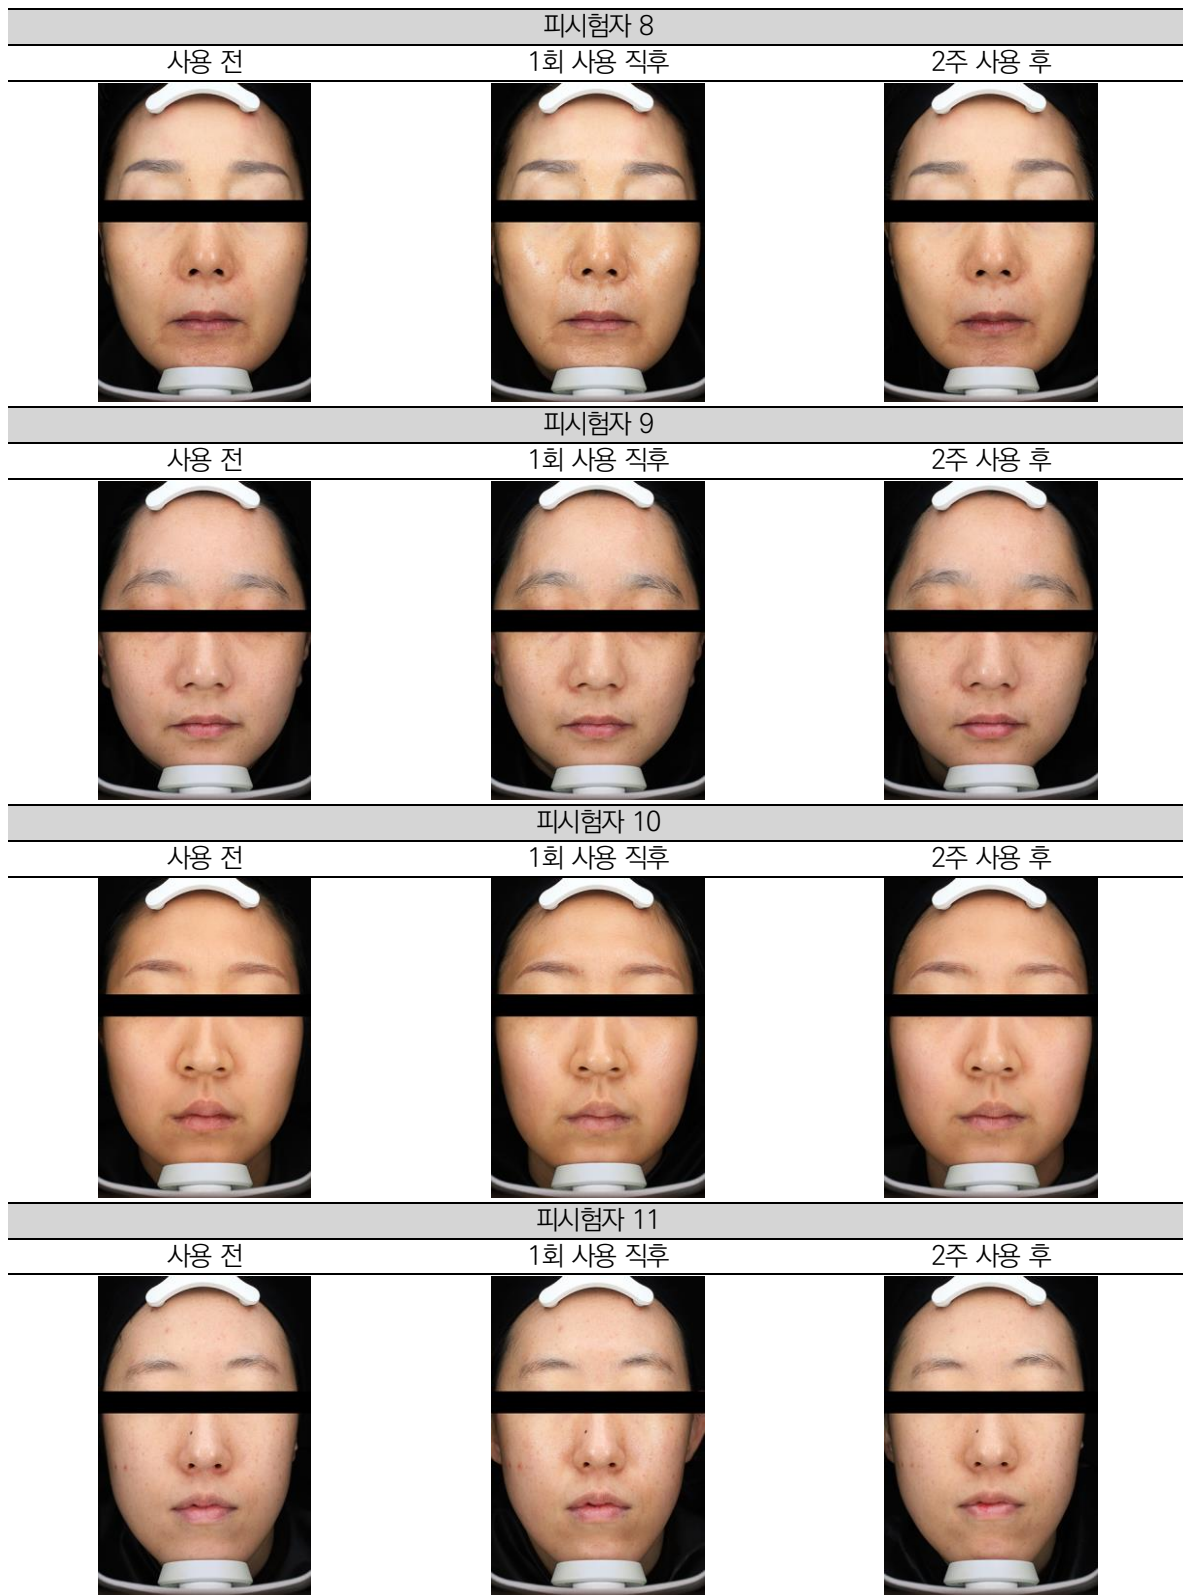 피시험자 8
사용 전 1회 사용 직후 2주 사용 후
피시험자 9
사용 전 1회 사용 직후 2주 사용 후
피시험자 10
사용 전 1회 사용 직후 2주 사용 후
피시험자 11
사용 전 1회 사용 직후 2주 사용 후